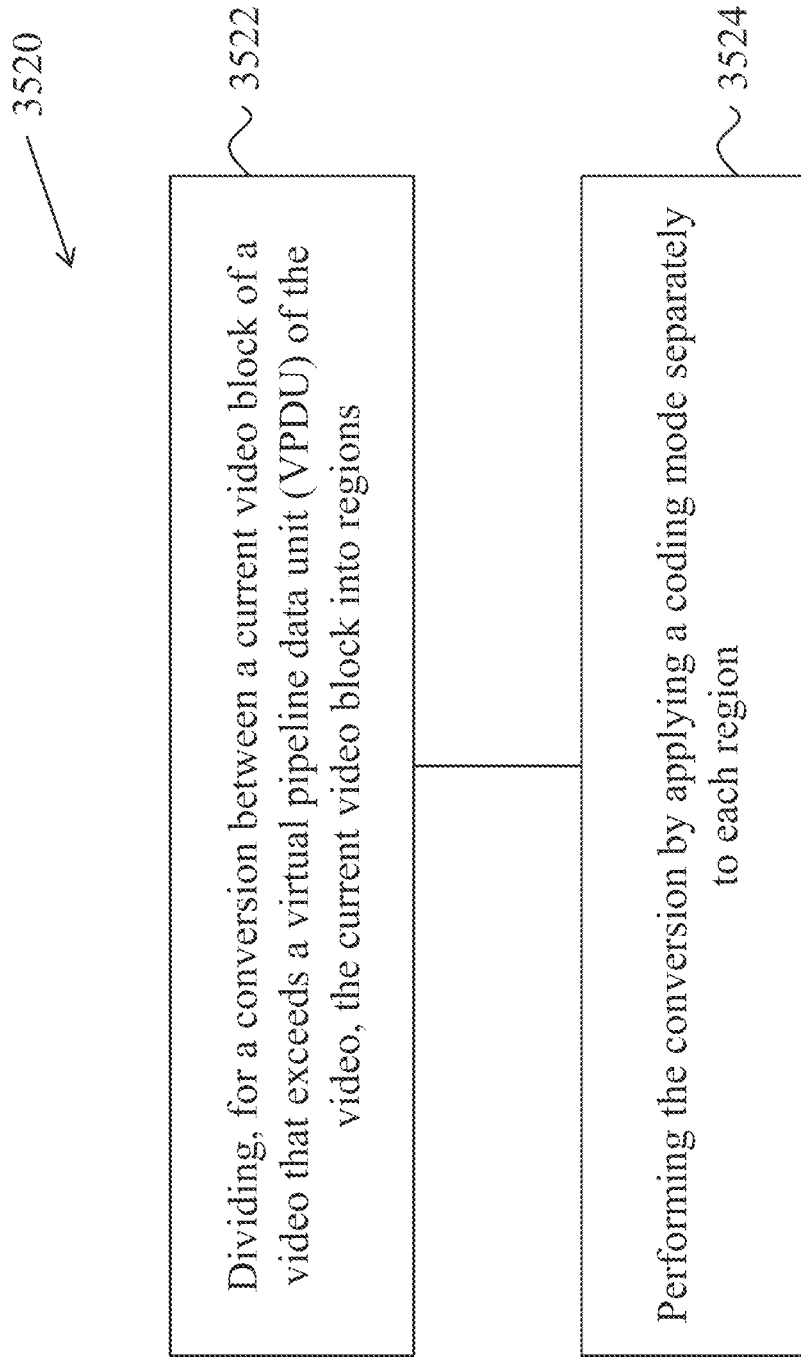 3520
Dividing, for a conversion between a current video block of a
video that exceeds a virtual pipeline data unit (VPDU) of the
video, the current video block into regions
3522
Performing the conversion by applying a coding mode separately
to each region
3524